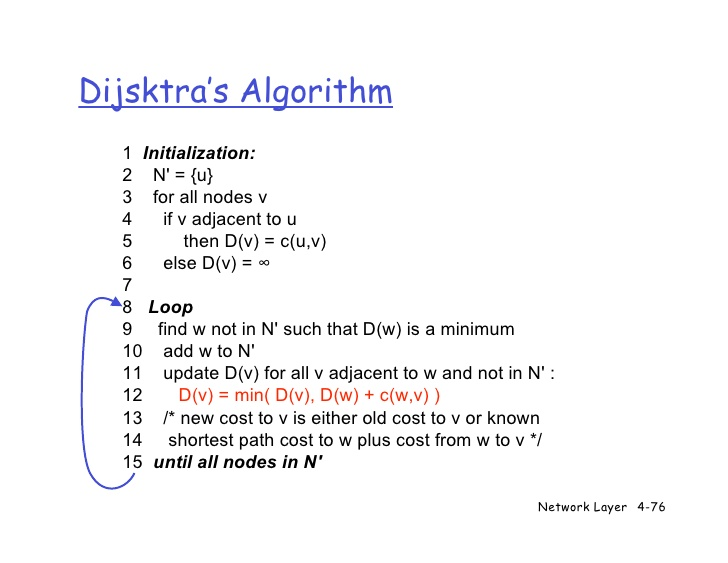 Dijsktra's Algorithm
1 Initialization:
2 N' = {u}
3 for all nodes v
4 if v adjacent to u
5 then D(v) = c(u,v)
6 else D(v) = ∞
7
8 Loop
9 find w not in N' such that D(w) is a minimum
10 add w to N'
11 update D(v) for all v adjacent to w and not in N' :
12 D(v) = min( D(v), D(w) + c(w,v) )
13 /* new cost to v is either old cost to v or known
14 shortest path cost to w plus cost from w to v */
15 until all nodes in N'
Network Layer 4-76